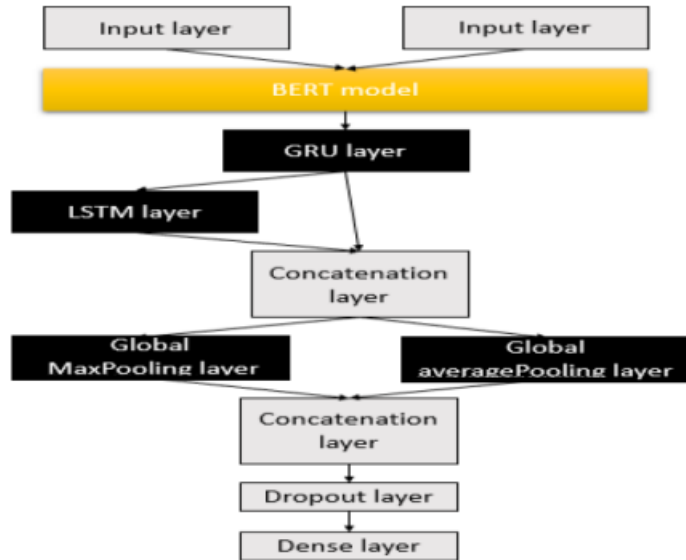 Input layer
Input layer
BERT model
GRU layer
LSTM layer
Concatenation
layer
Global
MaxPooling layer
Global
averagePooling layer
Concatenation
layer
Dropout layer
Dense layer